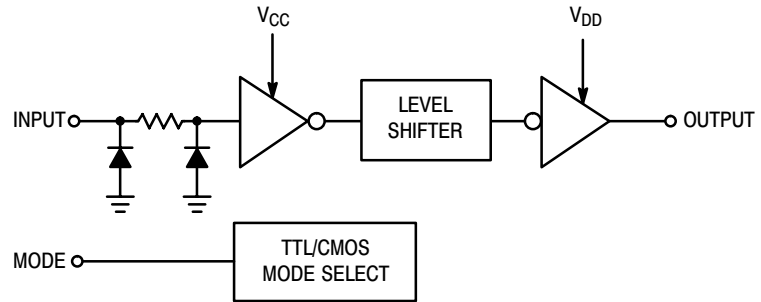 VCC
VDD
INPUT
LEVEL
SHIFTER
OUTPUT
MODE
TTL/CMOS
MODE SELECT